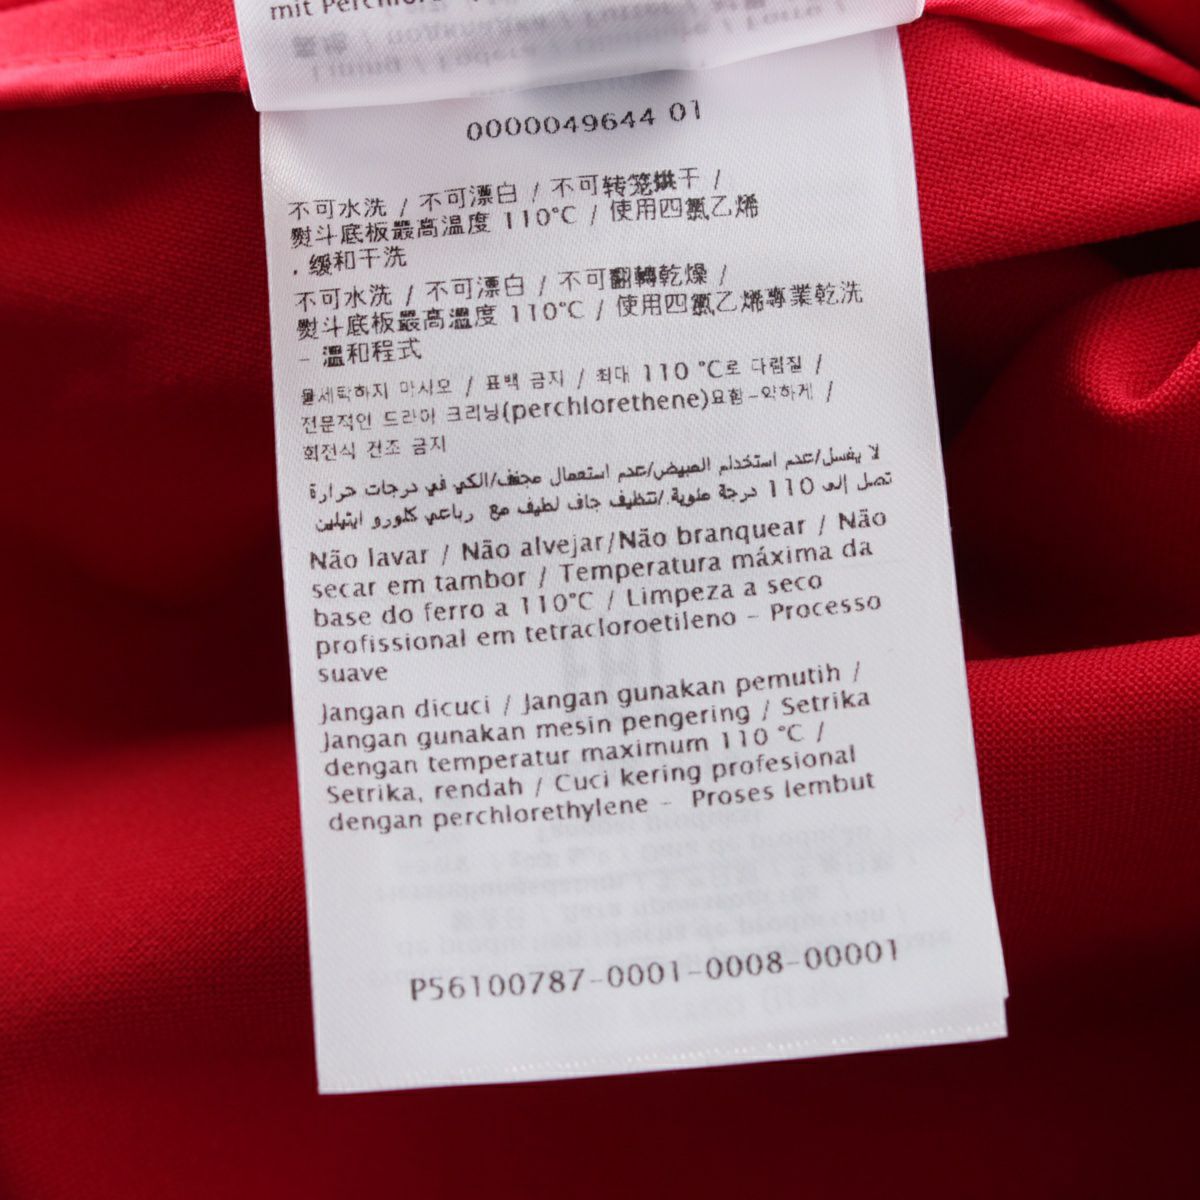 mit Perchlor
0000049644 01
不可水洗 / 不可漂白 / 不可转笼烘干 /
熨斗底板最高温度 110°C / 使用四氯乙烯
, 缓和干洗
不可水洗 / 不可漂白 / 不可翻轉乾燥 /
熨斗底板最高溫度 110°C / 使用四氯乙烯專業乾洗
- 溫和程式
물세탁하지 마시오 / 표백 금지 / 최대 110 °C로 다림질 /
전문적인 드라이 크리닝(perchlorethene)요함-약하게 /
회전식 건조 금지
لا يغسل/عدم استخدام المبيض/عدم استعمال مجفف/الكي في درجات حرارة
تصل إلى 110 درجة مئوية./تنظيف جاف لطيف مع رباعي كلورو ايثيلين
Não lavar / Não alvejar/Não branquear / Não
secar em tambor / Temperatura máxima da
base do ferro a 110°C / Limpeza a seco
profissional em tetracloroetileno - Processo
suave
Jangan dicuci / Jangan gunakan pemutih /
Jangan gunakan mesin pengering / Setrika
dengan temperatur maximum 110 °C /
Setrika, rendah / Cuci kering profesional
dengan perchlorethylene - Proses lembut
P56100787-0001-0008-00001